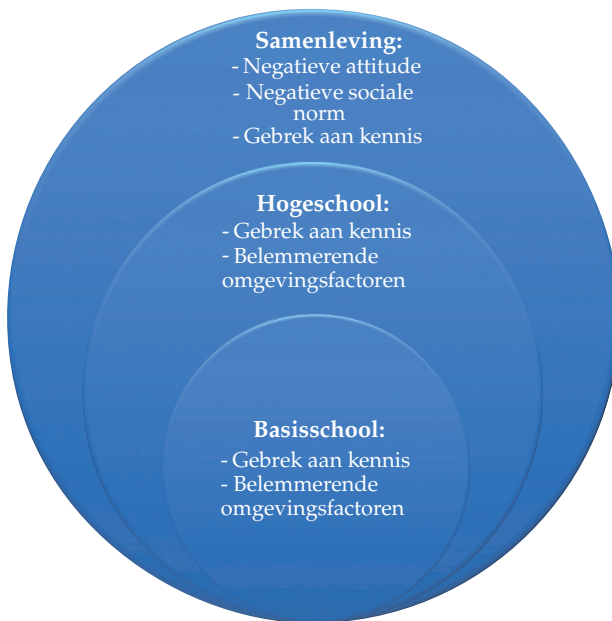 Samenleving:
- Negatieve attitude
- Negatieve sociale
norm
- Gebrek aan kennis
Hogeschool:
- Gebrek aan kennis
- Belemmerende
omgevingsfactoren
Basisschool:
- Gebrek aan kennis
- Belemmerende
omgevingsfactoren